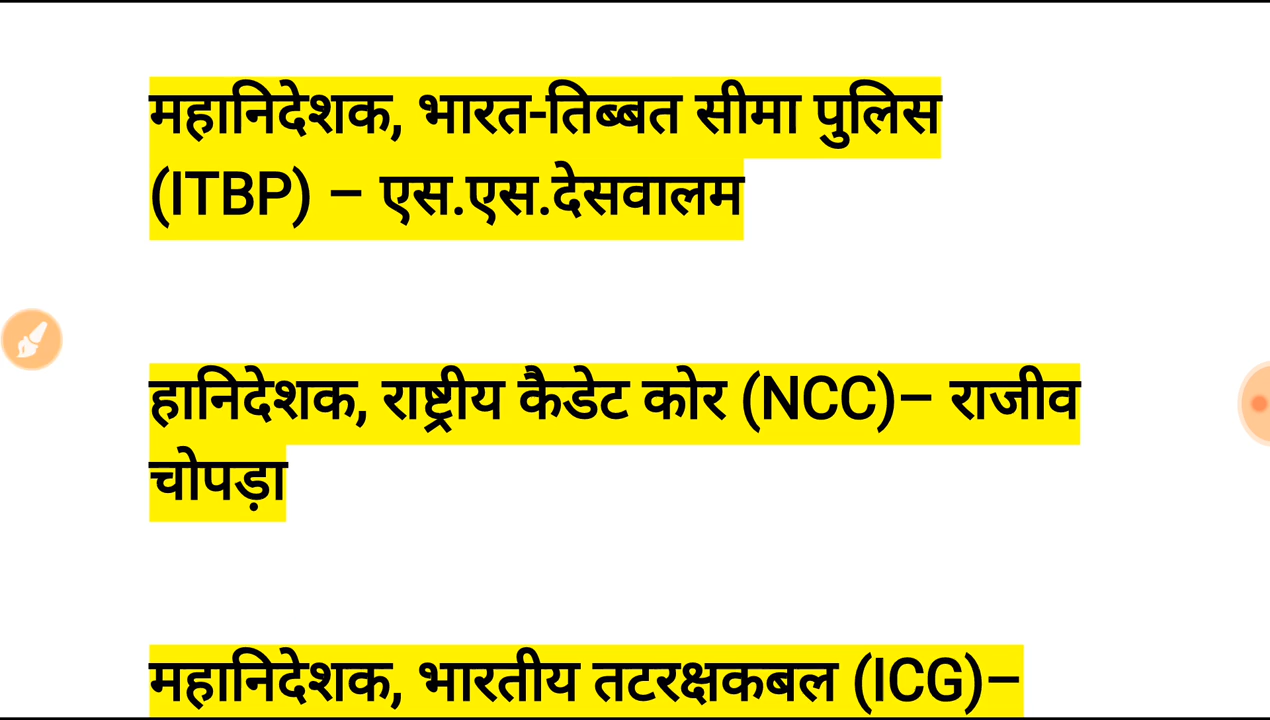 महानिदेशक, भारत-तिब्बत सीमा पुलिस
(ITBP) – एस.एस.देसवालम
हानिदेशक, राष्ट्रीय कैडेट कोर (NCC)– राजीव
चोपड़ा
महानिदेशक, भारतीय तटरक्षकबल (ICG)–